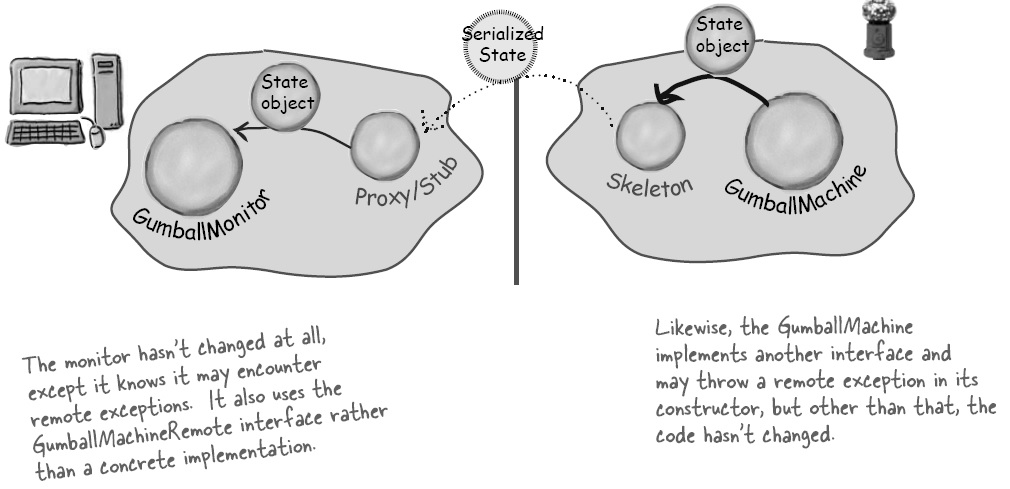 State
object
Serialized
State
State
object
GumballMonitor
Proxy/Stub
Skeleton
GumballMachine
The monitor hasn't changed at all,
except it knows it may encounter
remote exceptions. It also uses the
GumballMachineRemote interface rather
than a concrete implementation.
Likewise, the GumballMachine
implements another interface and
may throw a remote exception in its
constructor, but other than that, the
code hasn't changed.